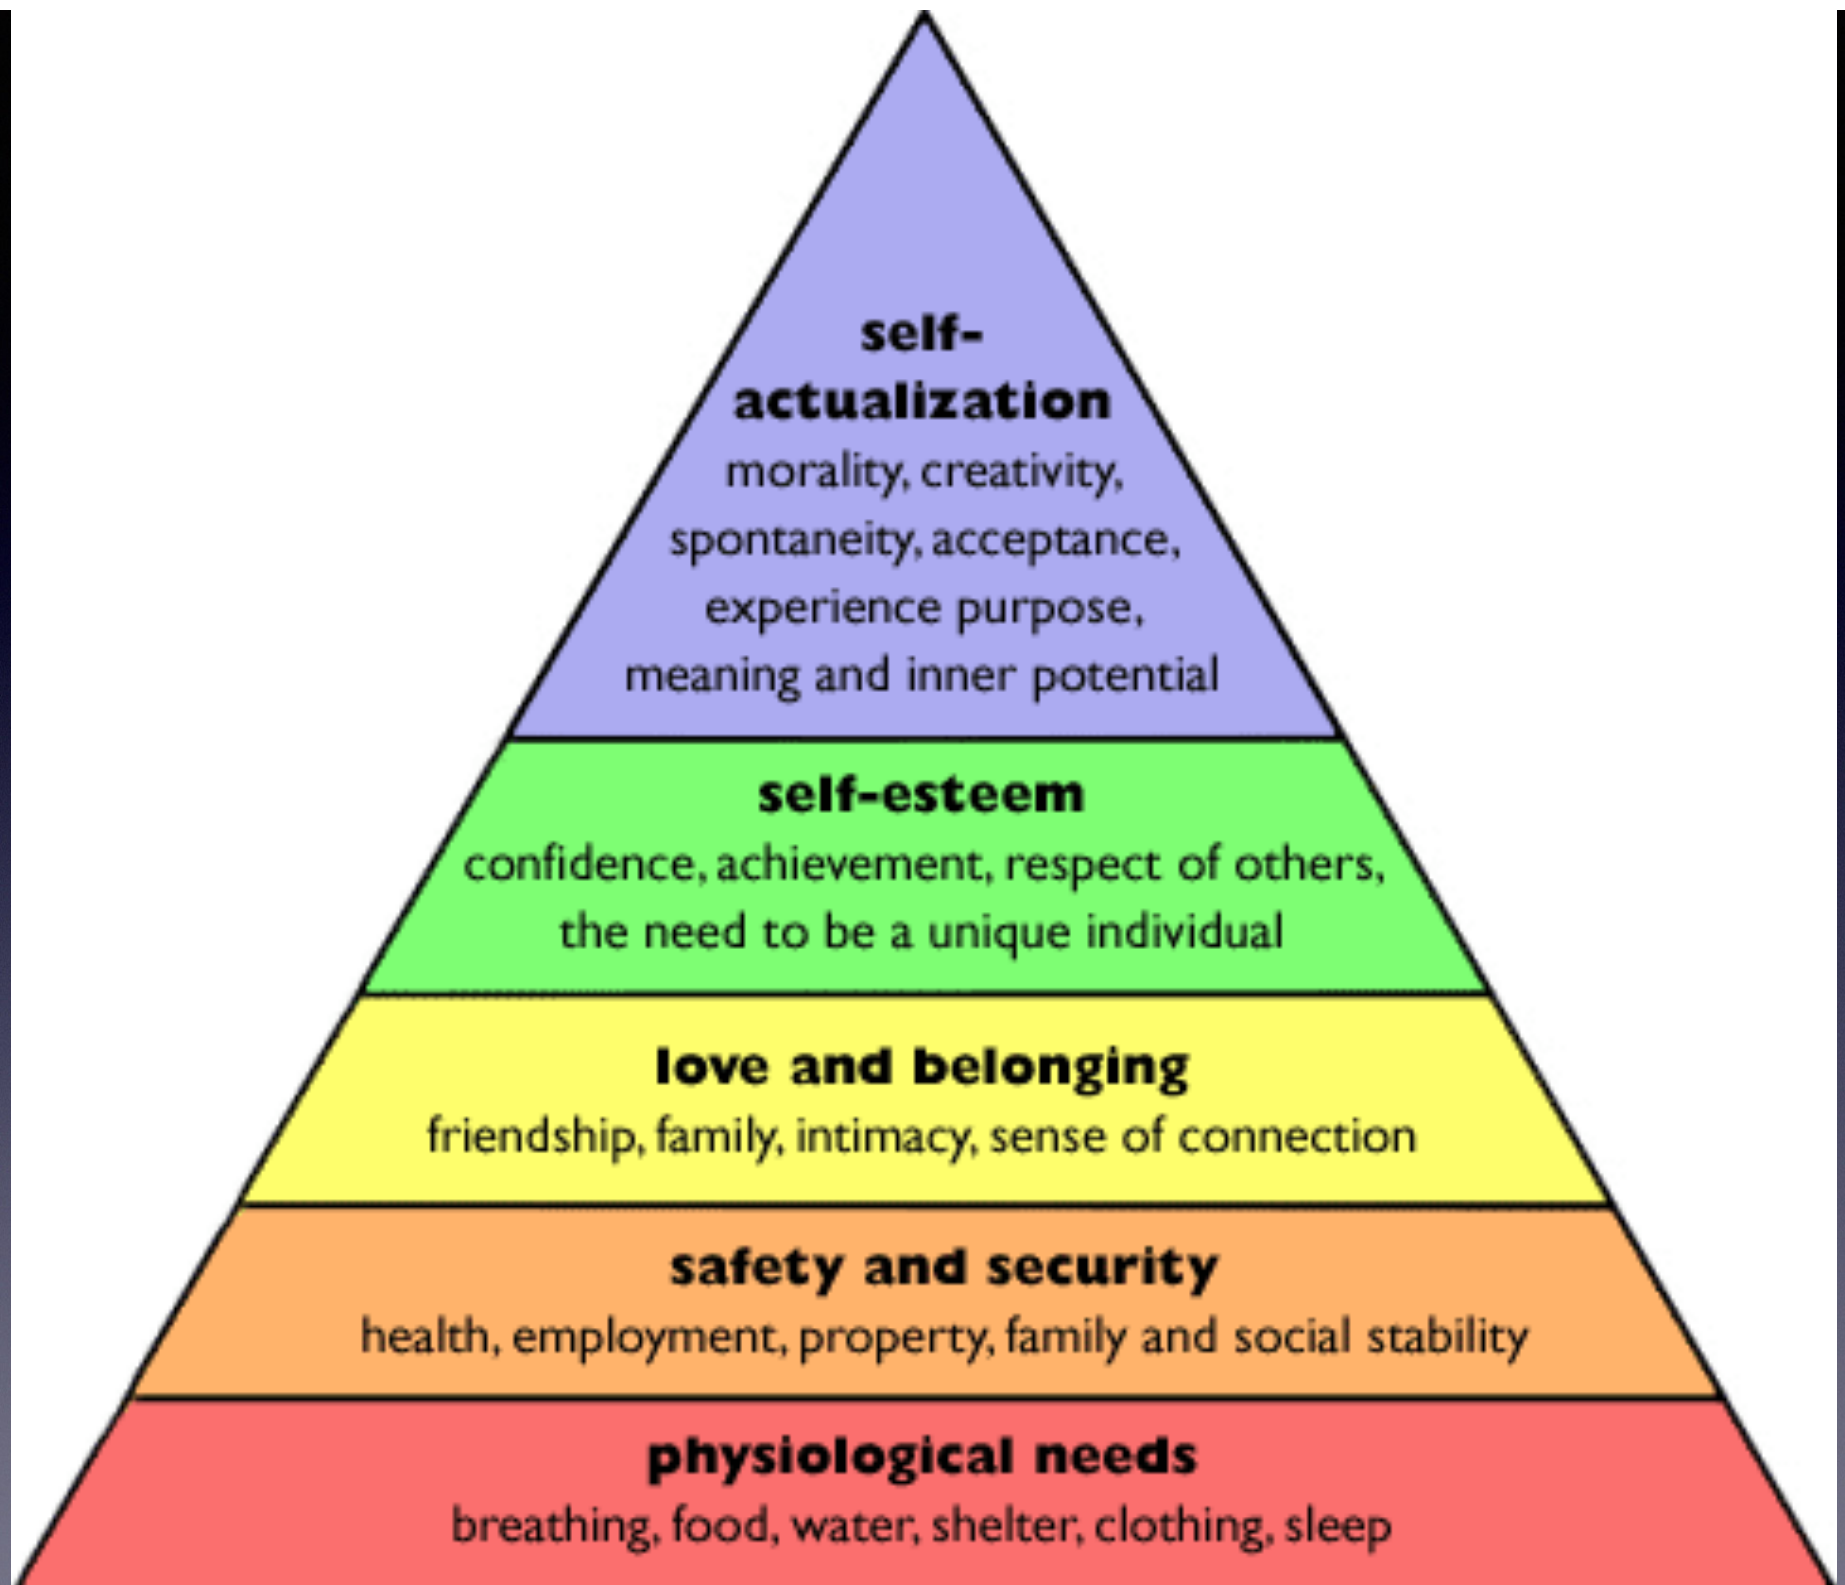 self-
actualization
morality, creativity,
spontaneity, acceptance,
experience purpose,
meaning and inner potential
self-esteem
confidence, achievement, respect of others,
the need to be a unique individual
love and belonging
friendship, family, intimacy, sense of connection
safety and security
health, employment, property, family and social stability
physiological needs
breathing, food, water, shelter, clothing, sleep